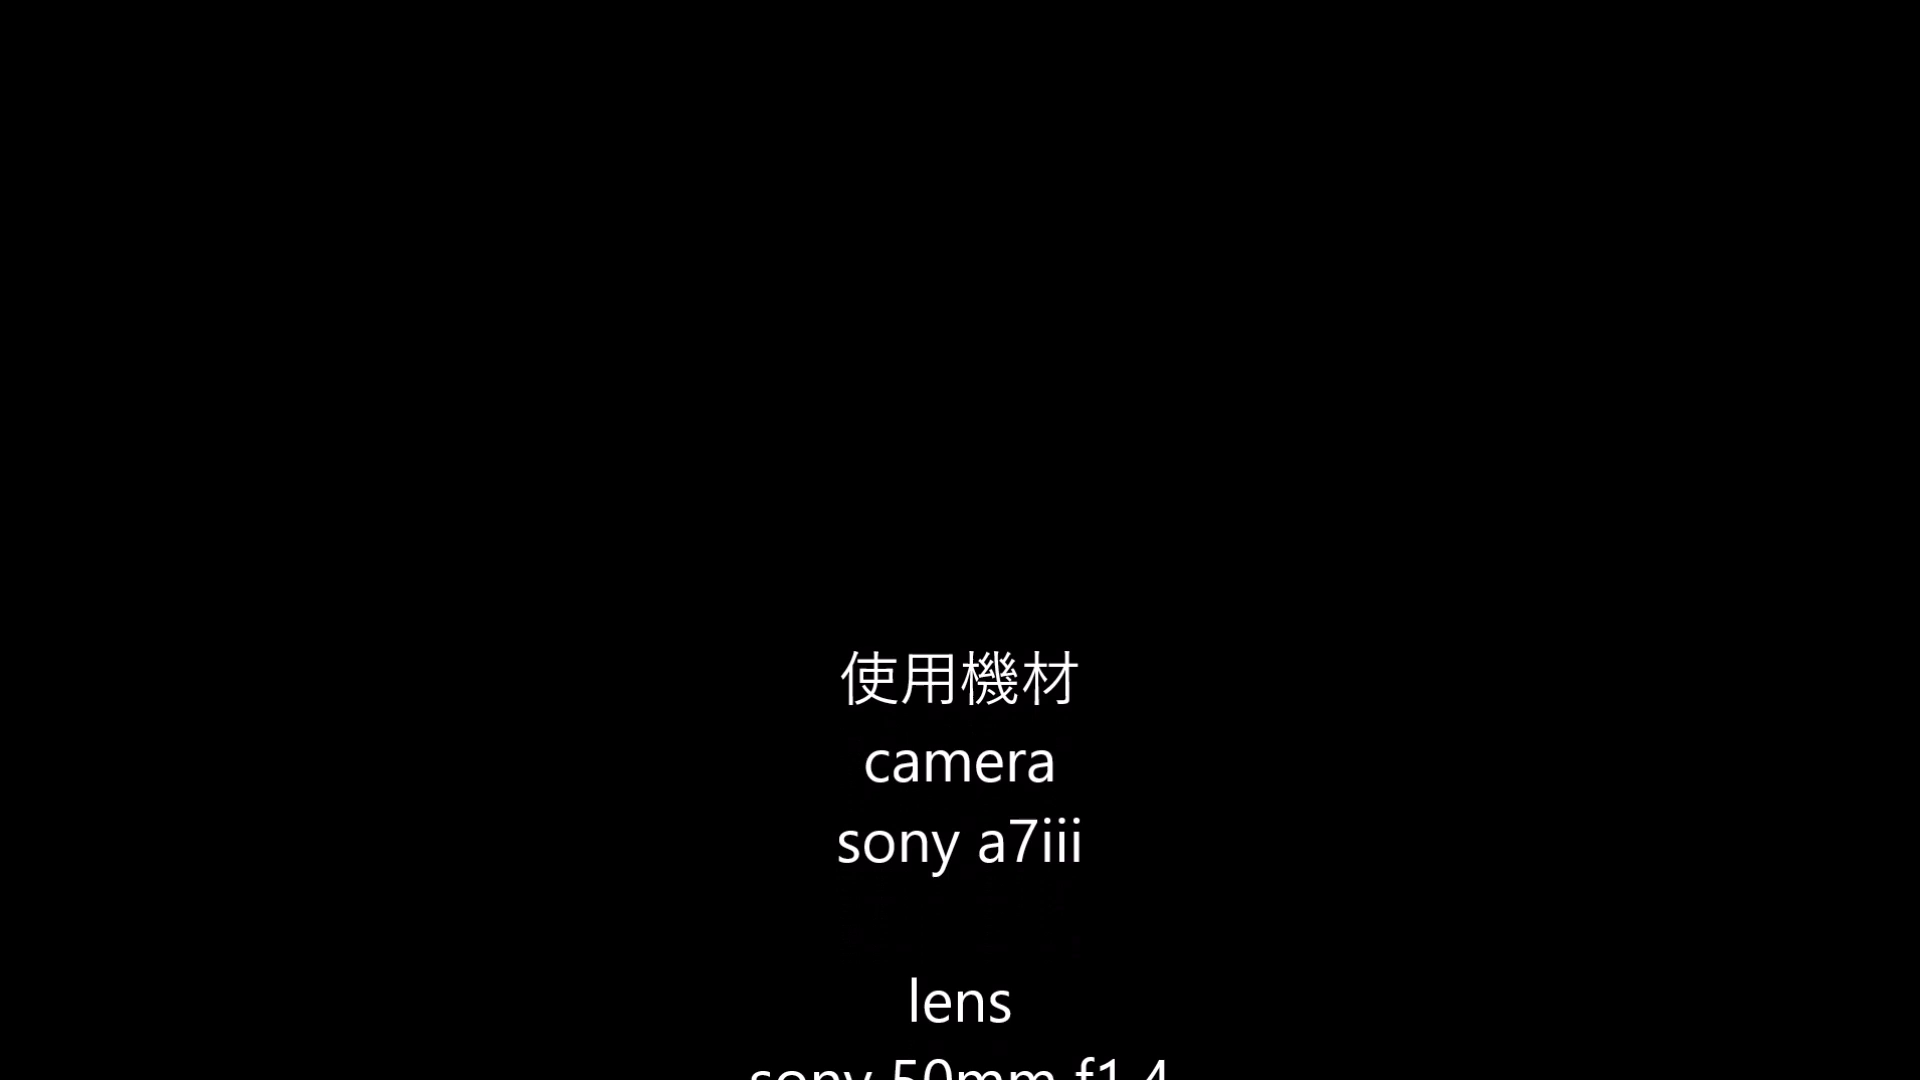 使用機材
camera
sony a7iii
lens
sony 50mm f1.4